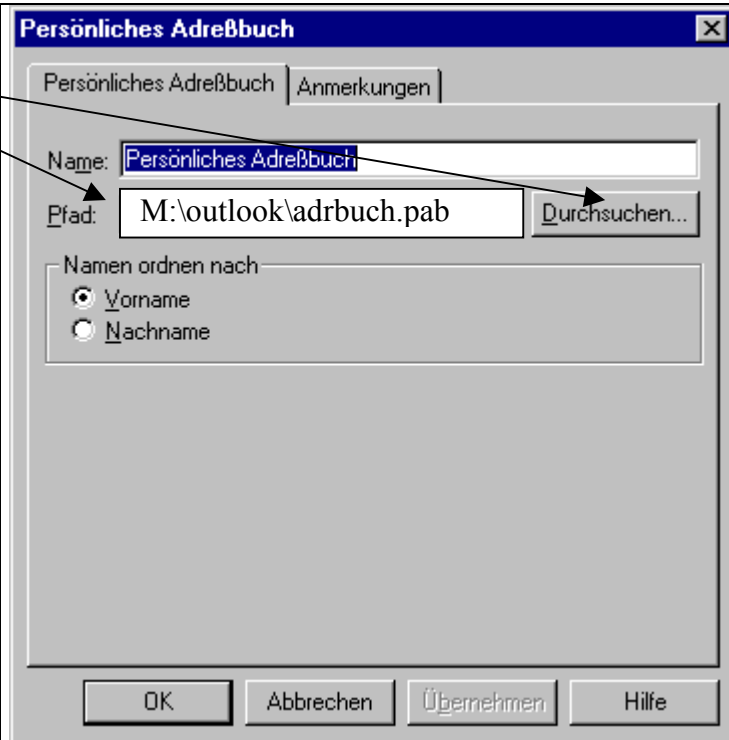 Persönliches Adreßbuch
Persönliches Adreßbuch Anmerkungen
Name: Persönliches Adreßbuch
Pfad: M:\outlook\adrbuch.pab Durchsuchen...
Namen ordnen nach
Vorname
Nachname
OK Abbrechen Übernehmen Hilfe